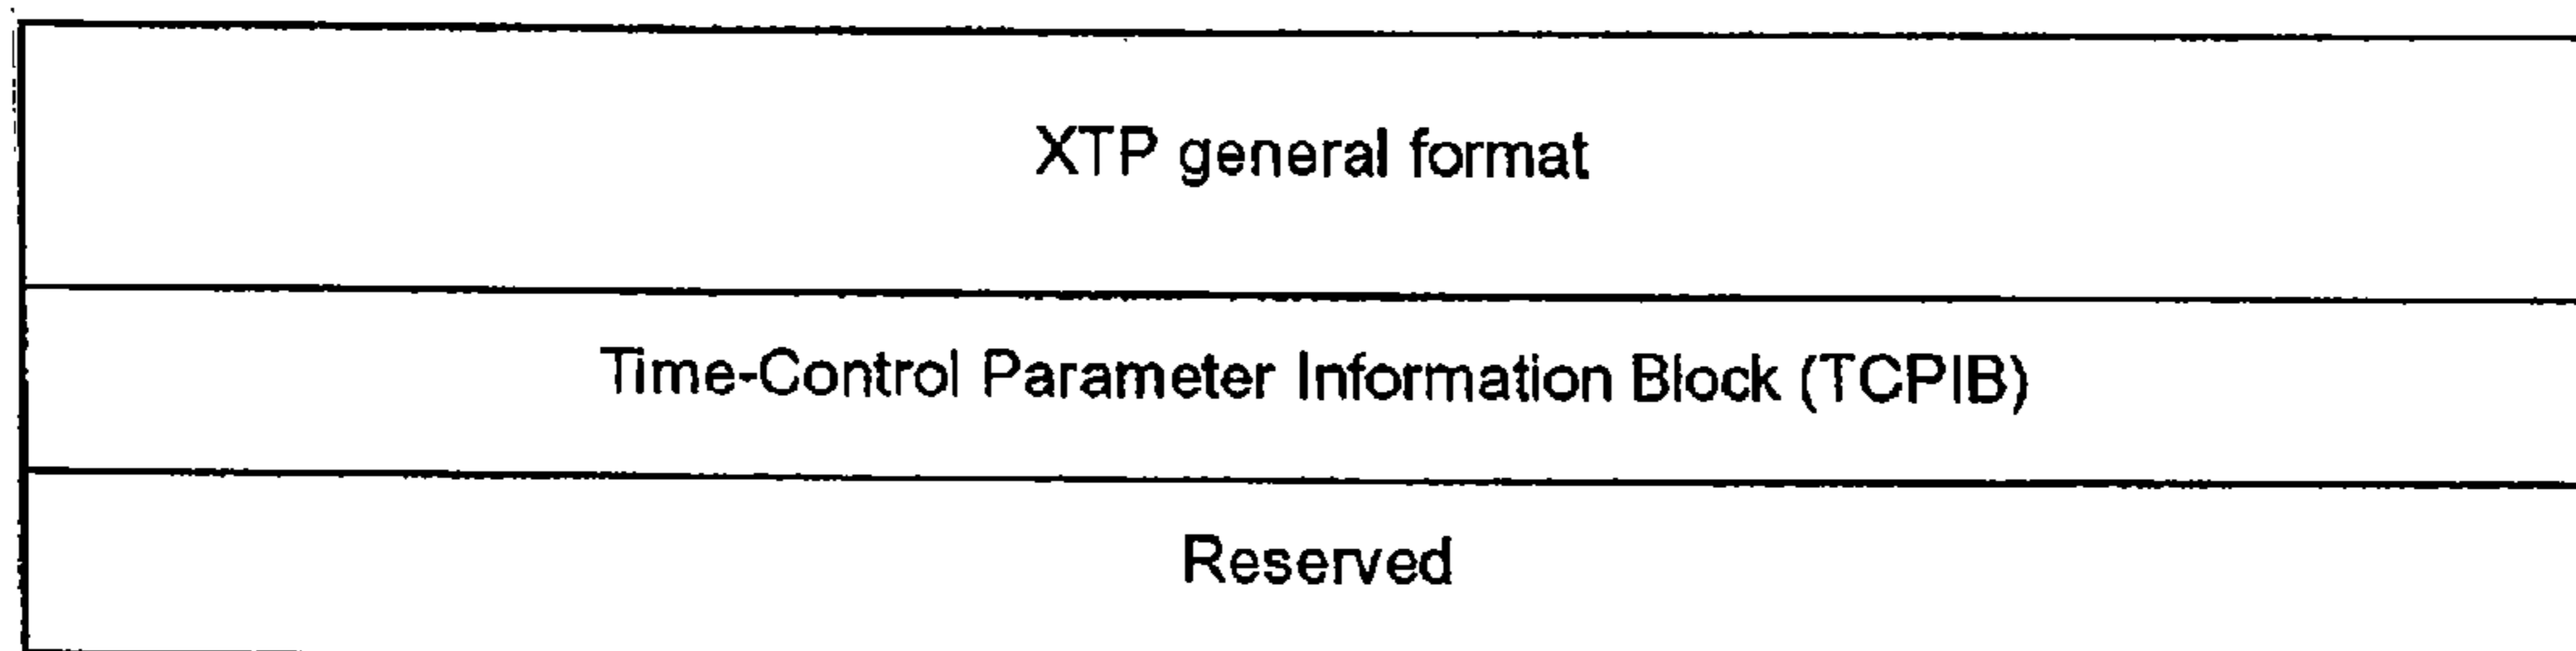 XTP general format
Time-Control Parameter Information Block (TCPIB)
Reserved